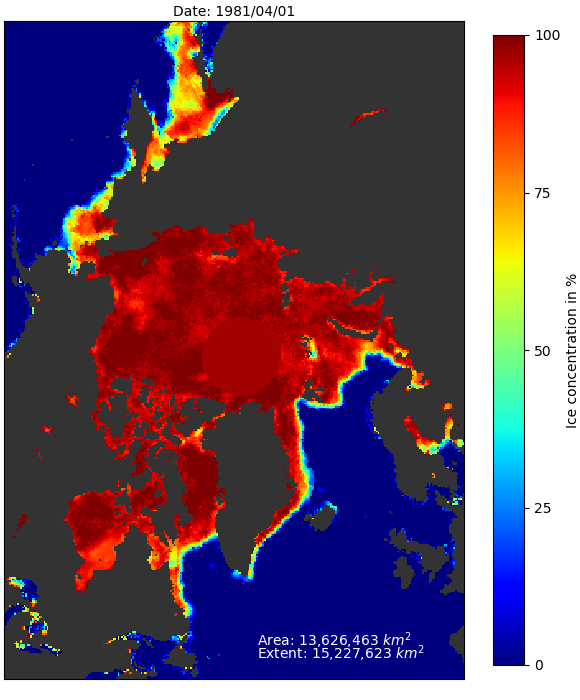 Date: 1981/04/01
100
75
50
25
0
Ice concentration in %
Area: 13,626,463 km²
Extent: 15,227,623 km²